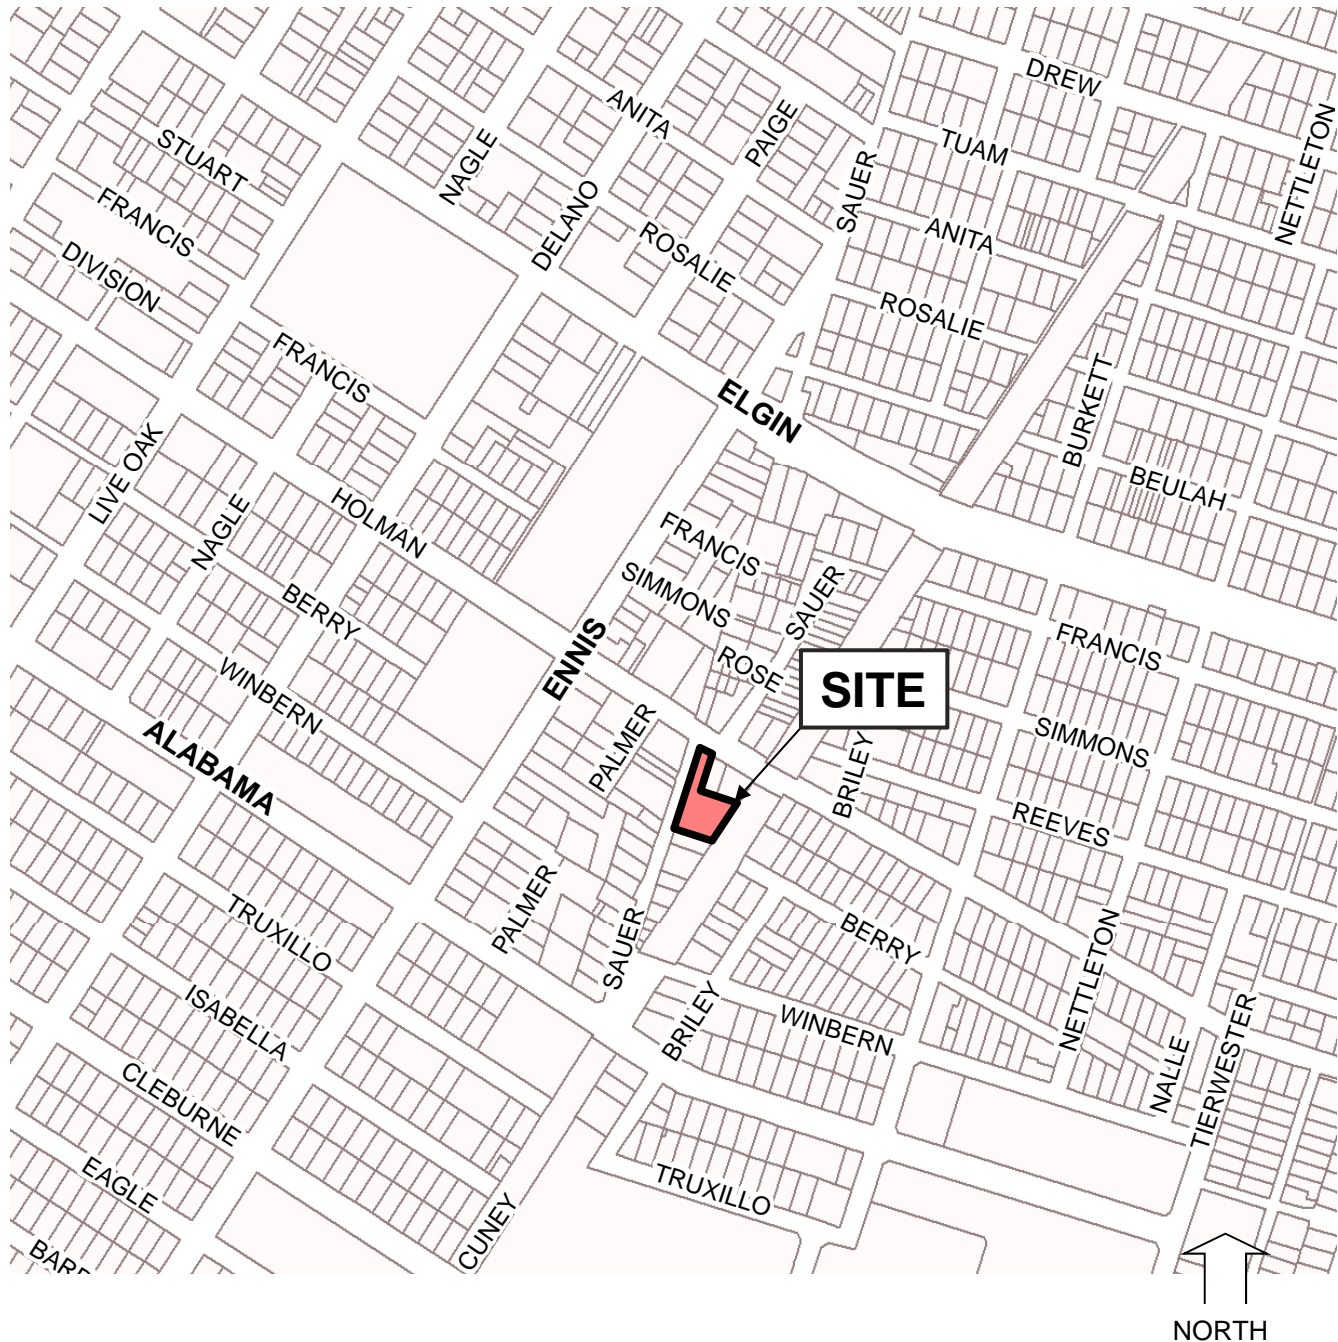 DREW
ANITA
PAIGE
NETTLETON
STUART
NAGLE
SAUER
TUAM
FRANCIS
DELANO
ANITA
ROSALIE
DIVISION
ROSALIE
FRANCIS
ELGIN
BURKETT
LIVE OAK
BEULAH
HOLMAN
NAGLE
FRANCIS
SIMMONS
SAUER
BERRY
ENNIS
FRANCIS
ROSE
SITE
WINBERN
PALMER
SIMMONS
ALABAMA
BRILEY
REEVES
PALMER
TRUXILLO
SAUER
BERRY
NETTLETON
ISABELLA
BRILEY
WINBERN
NALLE
TIERWESTER
CLEBURNE
EAGLE
TRUXILLO
CUNEY
NORTH